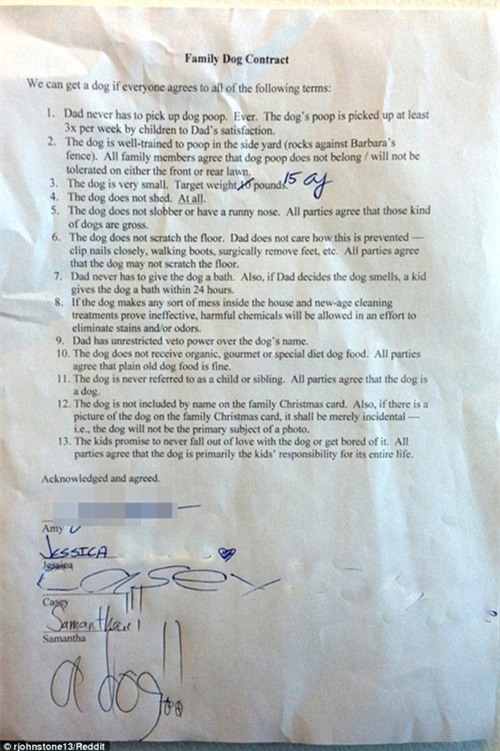 Family Dog Contract
We can get a dog if everyone agrees to all of the following terms:
1. Dad never has to pick up dog poop. Ever. The dog's poop is picked up at least
3x per week by children to Dad's satisfaction.
2. The dog is well-trained to poop in the side yard (rocks against Barbara's
fence). All family members agree that dog poop does not belong / will not be
tolerated on either the front or rear lawn.
3. The dog is very small. Target weight 10 pounds. 15 aj
4. The dog does not shed. At all.
5. The dog does not slobber or have a runny nose. All parties agree that those kind
of dogs are gross.
6. The dog does not scratch the floor. Dad does not care how this is prevented —
clip nails closely, walking boots, surgically remove feet, etc. All parties agree
that the dog may not scratch the floor.
7. Dad never has to give the dog a bath. Also, if Dad decides the dog smells, a kid
gives the dog a bath within 24 hours.
8. If the dog makes any sort of mess inside the house and new-age cleaning
treatments prove ineffective, harmful chemicals will be allowed in an effort to
eliminate stains and/or odors.
9. Dad has unrestricted veto power over the dog's name.
10. The dog does not receive organic, gourmet or special diet dog food. All parties
agree that plain old dog food is fine.
11. The dog is never referred to as a child or sibling. All parties agree that the dog is
a dog.
12. The dog is not included by name on the family Christmas card. Also, if there is a
picture of the dog on the family Christmas card, it shall be merely incidental —
i.e., the dog will not be the primary subject of a photo.
13. The kids promise to never fall out of love with the dog or get bored of it. All
parties agree that the dog is primarily the kids' responsibility for its entire life.
Acknowledged and agreed.
Amy
JESSICA
Jessica
Casey
Casey
Samantha
Samantha
a dog!!
© rjohnstone13/Reddit